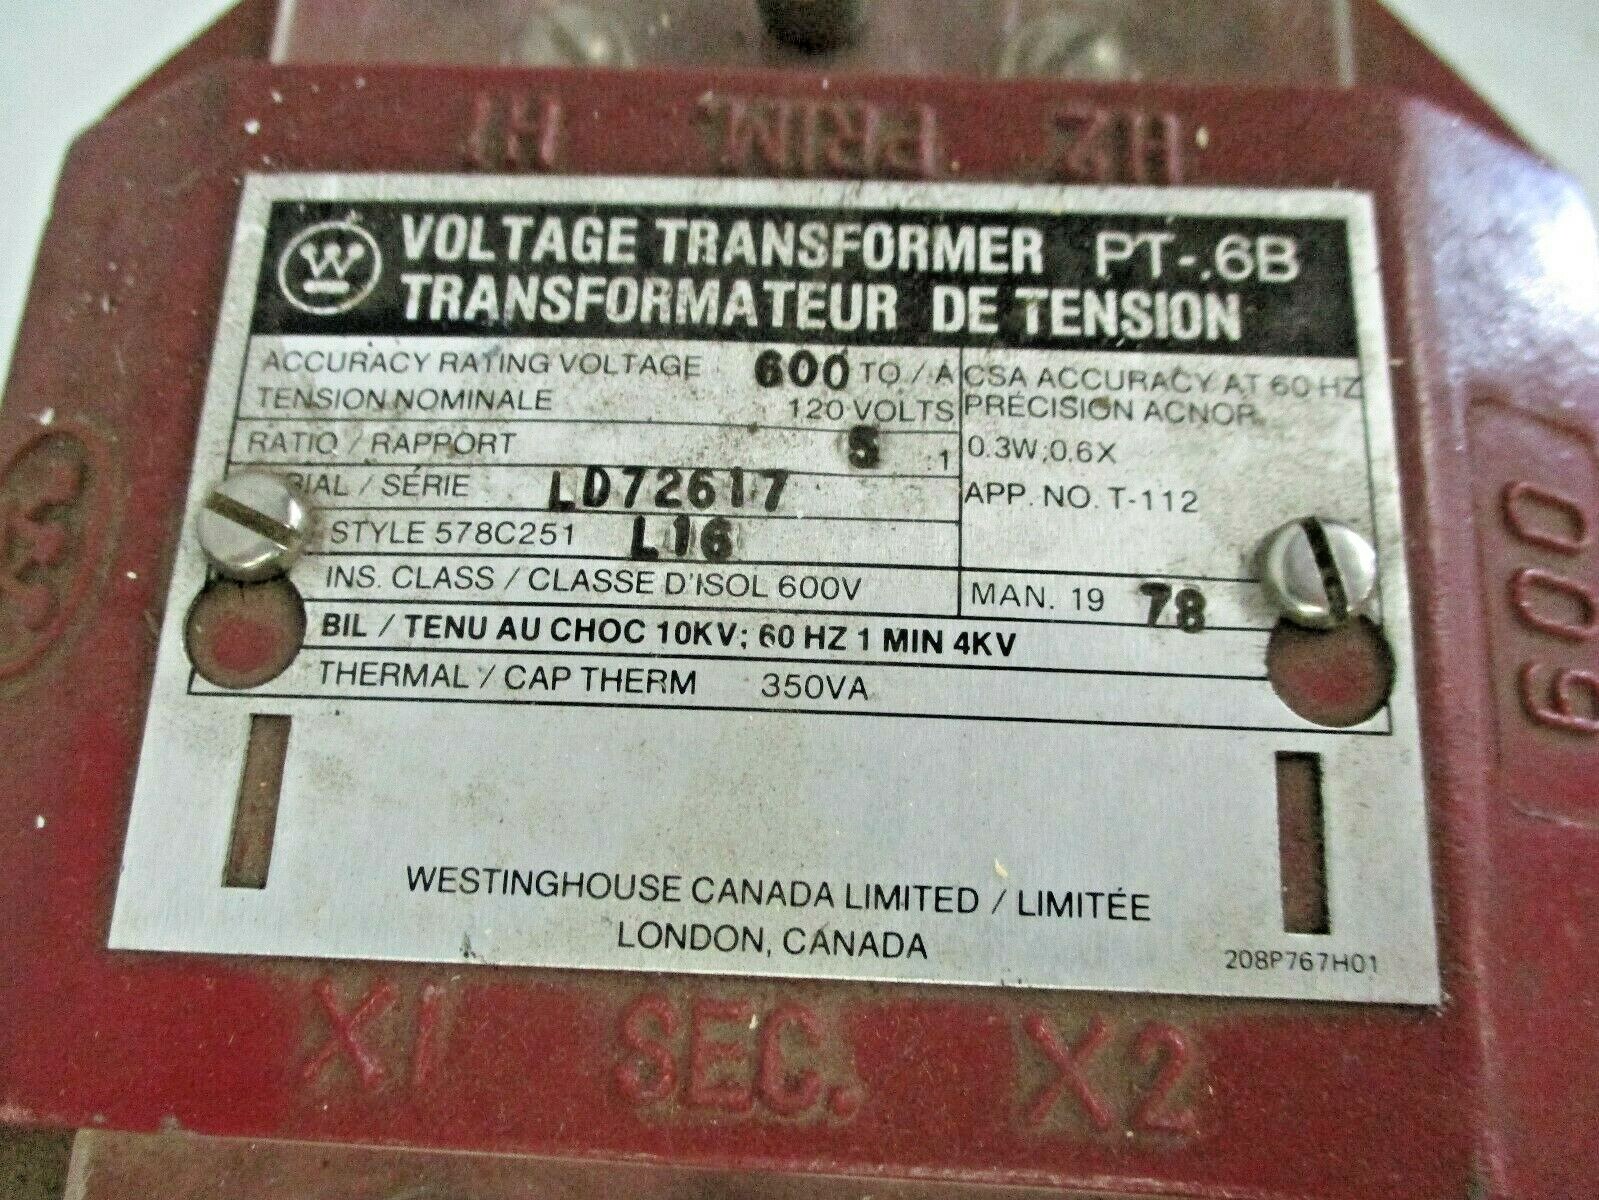 H1 PRIM. H2
W VOLTAGE TRANSFORMER PT-.6B
TRANSFORMATEUR DE TENSION
ACCURACY RATING VOLTAGE 600 TO / A
TENSION NOMINALE 120 VOLTS
RATIO / RAPPORT 5 :1
LD72617
/ SÉRIE
STYLE 578C251 L16
INS. CLASS / CLASSE D'ISOL 600V
CSA ACCURACY AT 60 HZ
PRÉCISION ACNOR
0.3W, 0.6X
APP. NO. T-112
MAN. 19 78
BIL / TENU AU CHOC 10KV; 60 HZ 1 MIN 4KV
THERMAL / CAP THERM 350VA
WESTINGHOUSE CANADA LIMITED / LIMITÉE
LONDON, CANADA
208P767H01
X1 SEC. X2
600